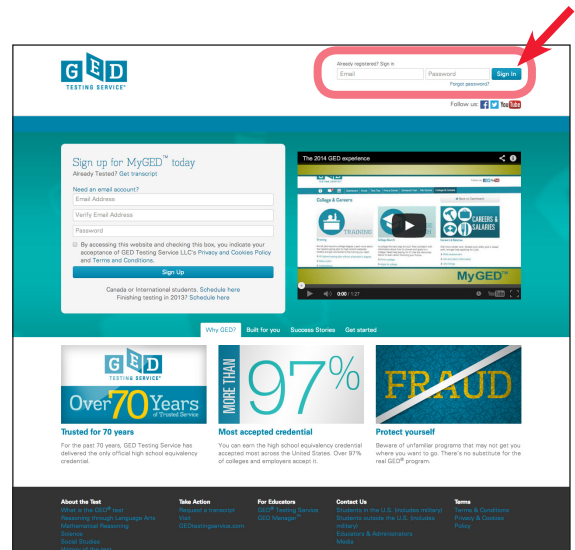 GED
TESTING SERVICE®
Already registered? Sign in
Email
Password
Sign In
Forgot password?
Follow us:
You Tube
Sign up for MyGED™ today
Already Tested? Get transcript
Need an email account?
Email Address
Verify Email Address
Password
By accessing this website and checking this box, you indicate your
acceptance of GED Testing Service LLC's Privacy and Cookies Policy
and Terms and Conditions.
Sign Up
Canada or International students. Schedule here
Finishing testing in 2013? Schedule here
The 2014 GED experience
College & Careers
TRAINING
CAREERS &
SALARIES
MyGED™
0:00 / 1:27
YouTube
Why GED?
Built for you
Success Stories
Get started
GED
TESTING SERVICE®
Over 70 Years
of Trusted Service
MORE THAN
97%
FRAUD
Trusted for 70 years
For the past 70 years, GED Testing Service has
delivered the only official high school equivalency
credential.
Most accepted credential
You can earn the high school equivalency credential
accepted most across the United States. Over 97%
of colleges and employers accept it.
Protect yourself
Beware of unfamiliar programs that may not get you
where you want to go. There's no substitute for the
real GED® program.
About the Test
What is the GED® test
Reasoning through Language Arts
Mathematical Reasoning
Science
Social Studies
Take Action
Request a transcript
Visit
GEDtestingservice.com
For Educators
GED® Testing Service
GED Manager™
Contact Us
Students in the U.S. (includes military)
Students outside the U.S. (includes
military)
Educators & Administrators
Media
Terms
Terms & Conditions
Privacy & Cookies
Policy